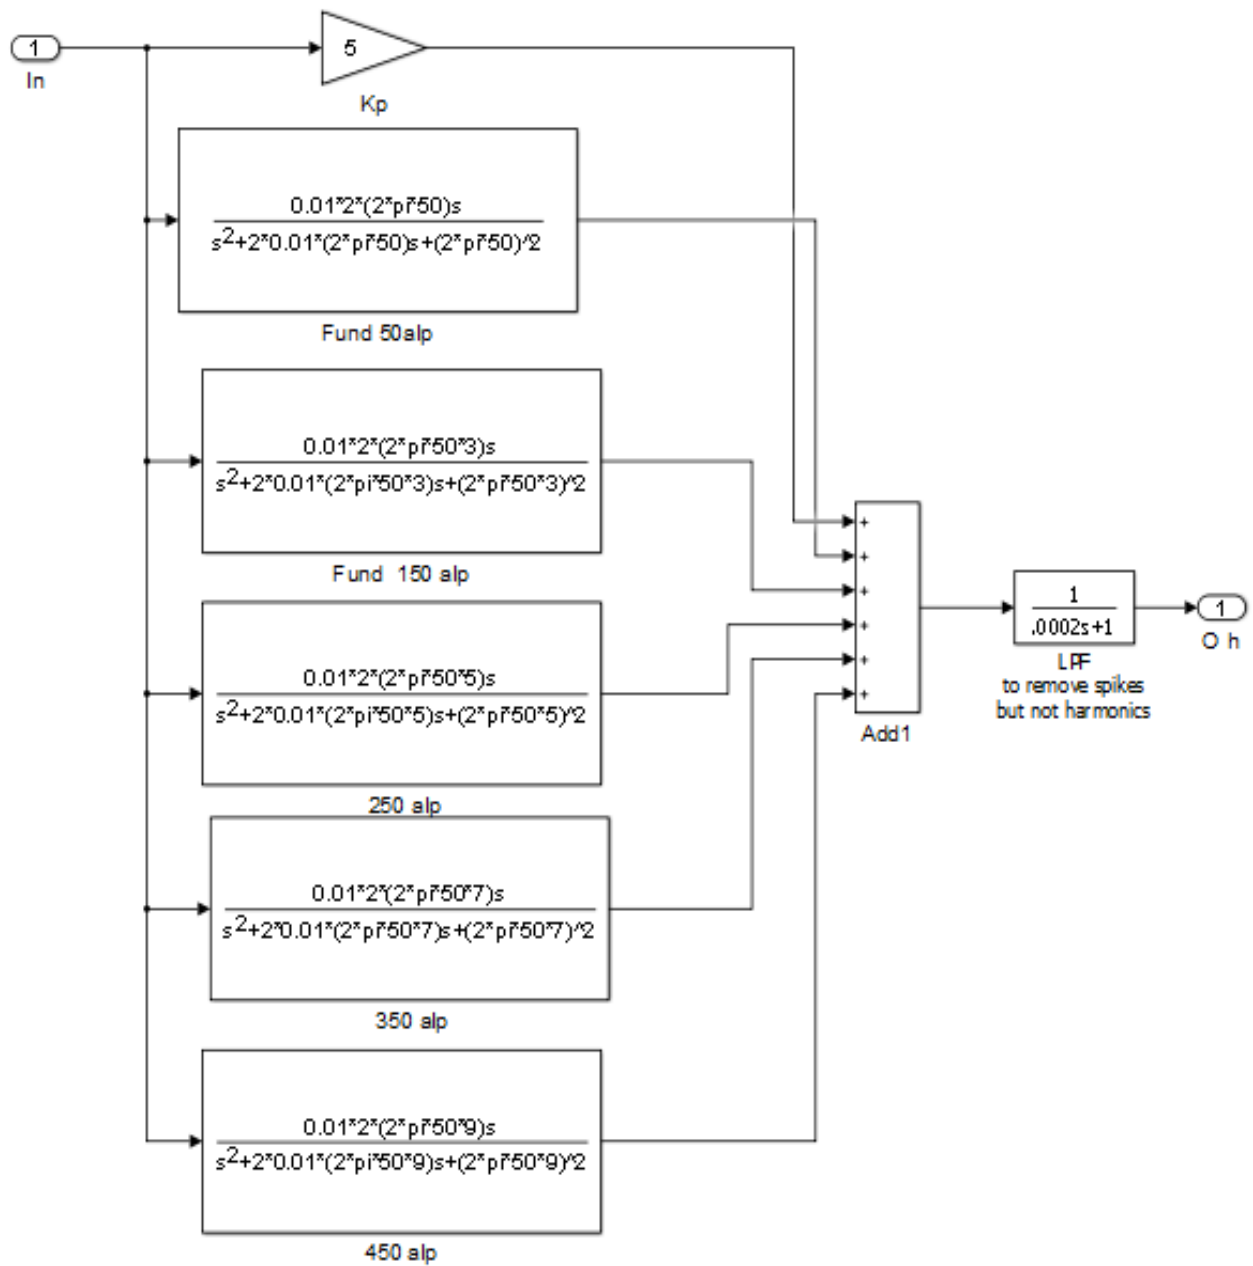 1
In
5
Kp
0.01*2*(2*pi*50)s
s2+2*0.01*(2*pi*50)s+(2*pi*50)^2
Fund 50alp
0.01*2*(2*pi*50*3)s
s2+2*0.01*(2*pi*50*3)s+(2*pi*50*3)^2
Fund 150 alp
0.01*2*(2*pi*50*5)s
s2+2*0.01*(2*pi*50*5)s+(2*pi*50*5)^2
250 alp
0.01*2*(2*pi*50*7)s
s2+2*0.01*(2*pi*50*7)s+(2*pi*50*7)^2
350 alp
0.01*2*(2*pi*50*9)s
s2+2*0.01*(2*pi*50*9)s+(2*pi*50*9)^2
450 alp
+
+
+
+
+
+
Add1
1
.0002s+1
LPF
to remove spikes
but not harmonics
1
O h